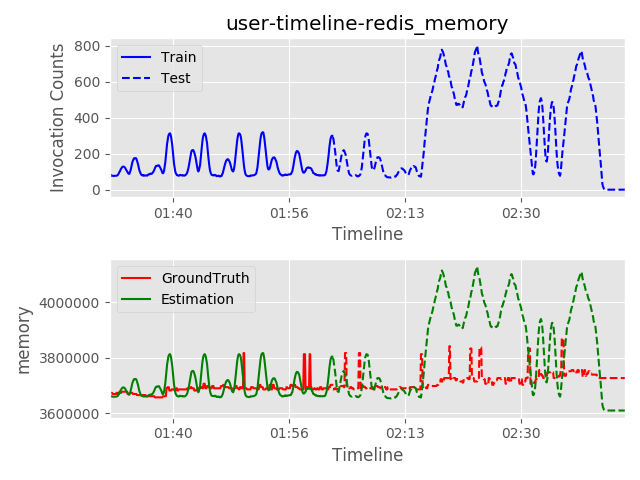 user-timeline-redis_memory
800
600
400
200
0
Invocation Counts
Train
Test
01:40
01:56
02:13
02:30
Timeline
4000000
3800000
3600000
memory
GroundTruth
Estimation
01:40
01:56
02:13
02:30
Timeline